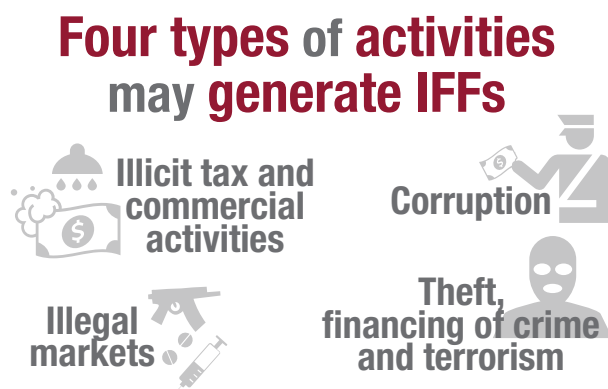 Four types of activities
may generate IFFs
Illicit tax and
commercial
activities
$
Corruption
Illegal
markets
Theft,
financing of crime
and terrorism